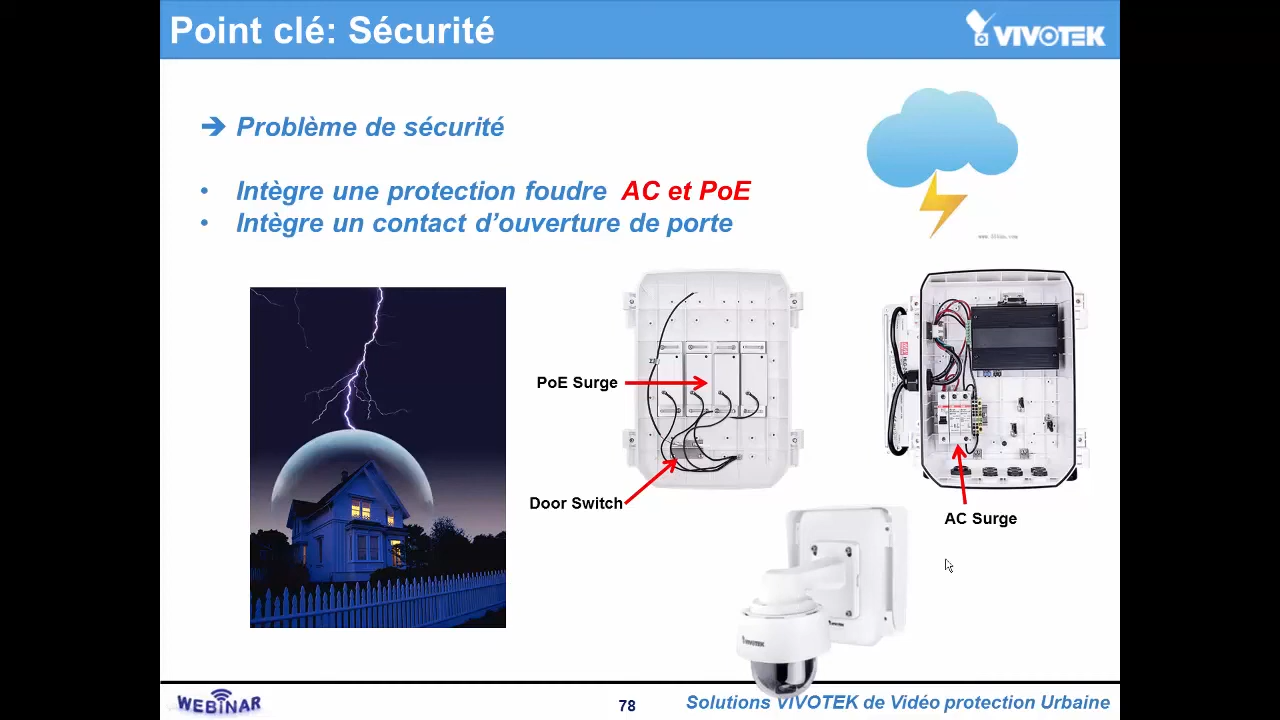 Point clé: Sécurité
VIVOTEK
➔ Problème de sécurité
• Intègre une protection foudre AC et PoE
• Intègre un contact d’ouverture de porte
PoE Surge
Door Switch
AC Surge
VIVOTEK
WEBINAR
78
Solutions VIVOTEK de Vidéo protection Urbaine